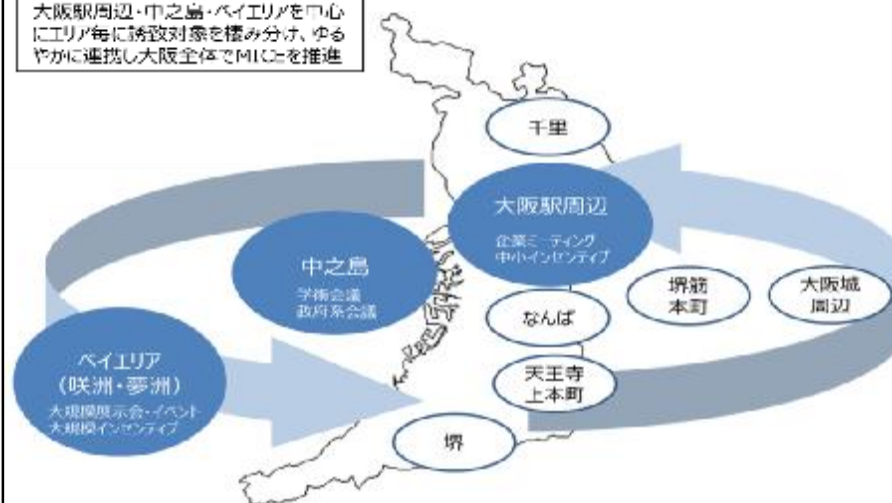 大阪駅周辺・中之島・ベイエリアを中心
にエリア毎に誘致対象を棲み分け、ゆる
やかに連携し大阪全体でMICEを推進
千里
大阪駅周辺
企業ミーティング
中小インセンティブ
中之島
学術会議
政府系会議
堺筋
本町
大阪城
周辺
なんば
ベイエリア
（咲洲・夢洲）
大規模展示会・イベント
大規模インセンティブ
天王寺
上本町
堺